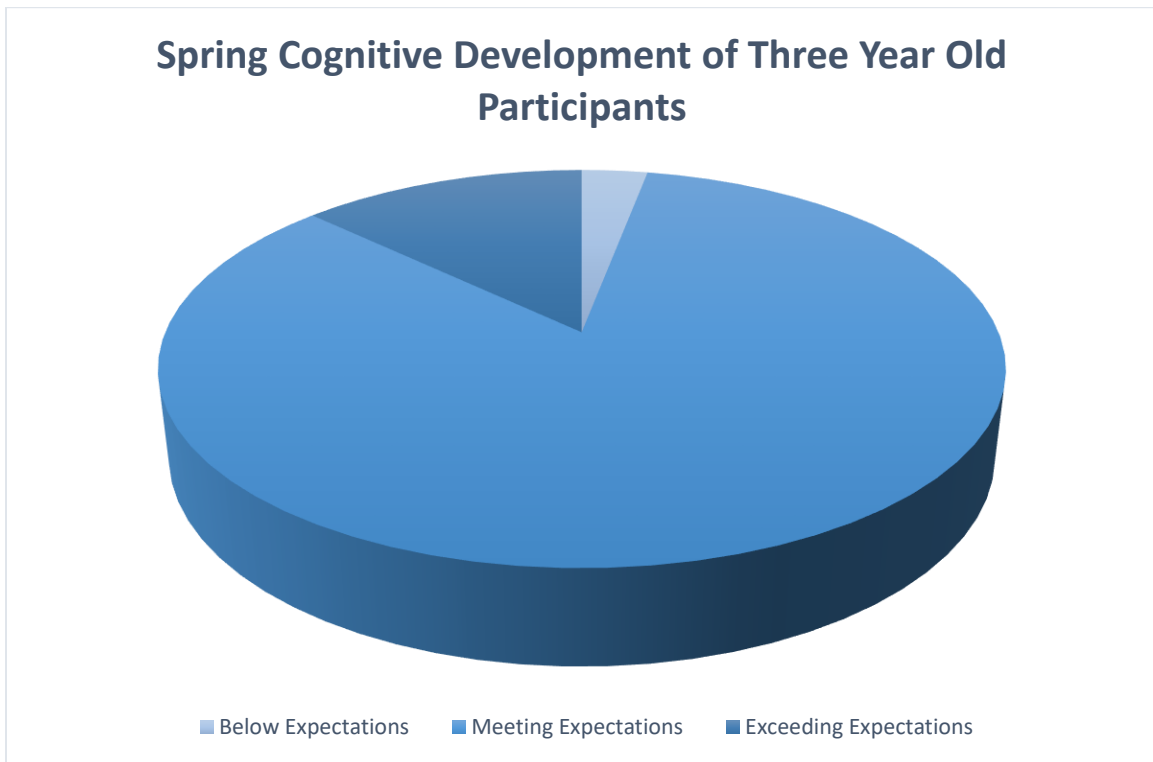 Spring Cognitive Development of Three Year Old
Participants
Below Expectations Meeting Expectations Exceeding Expectations